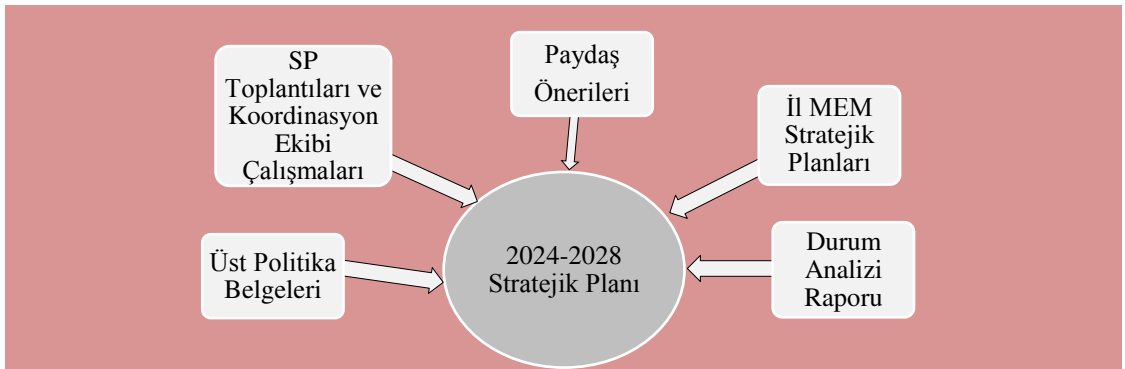 SP
Toplantıları ve
Koordinasyon
Ekibi
Çalışmaları
Paydaş
Önerileri
İl MEM
Stratejik
Planları
Üst Politika
Belgeleri
2024-2028
Stratejik Planı
Durum
Analizi
Raporu